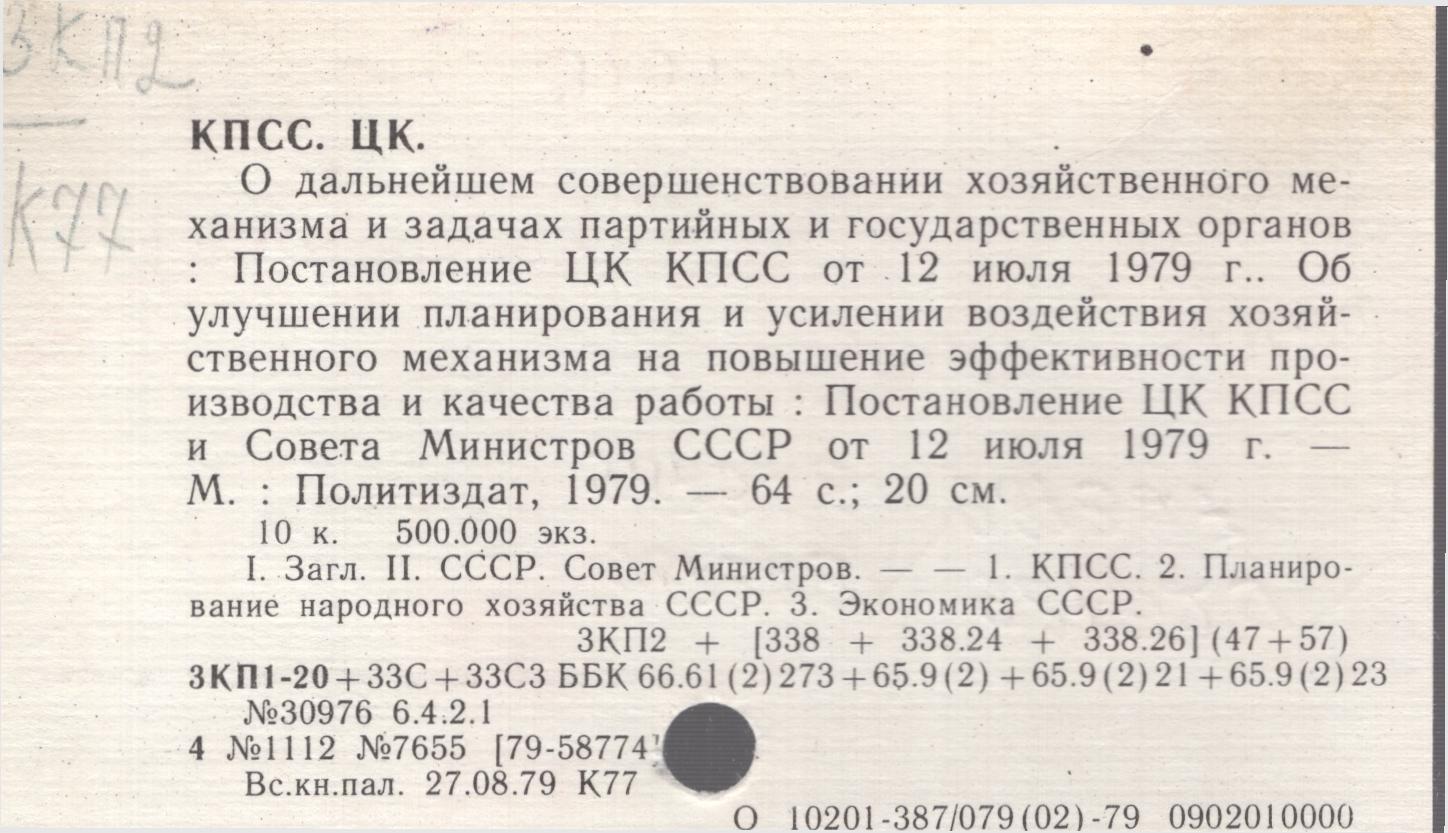 3КП2
К77
КПСС. ЦК.
О дальнейшем совершенствовании хозяйственного ме-
ханизма и задачах партийных и государственных органов
: Постановление ЦК КПСС от 12 июля 1979 г.. Об
улучшении планирования и усилении воздействия хозяй-
ственного механизма на повышение эффективности про-
изводства и качества работы : Постановление ЦК КПСС
и Совета Министров СССР от 12 июля 1979 г. —
М. : Политиздат, 1979. — 64 с.; 20 см.
10 к. 500.000 экз.
I. Загл. II. СССР. Совет Министров. — — 1. КПСС. 2. Планиро-
вание народного хозяйства СССР. 3. Экономика СССР.
3КП2 + [338 + 338.24 + 338.26] (47+57)
3КП1-20+33С+33С3 ББК 66.61(2)273+65.9(2) +65.9(2)21+65.9(2)23
№30976 6.4.2.1
4 №1112 №7655 [79-58774]
Вс.кн.пал. 27.08.79 К77
О 10201-387/079(02)-79 0902010000